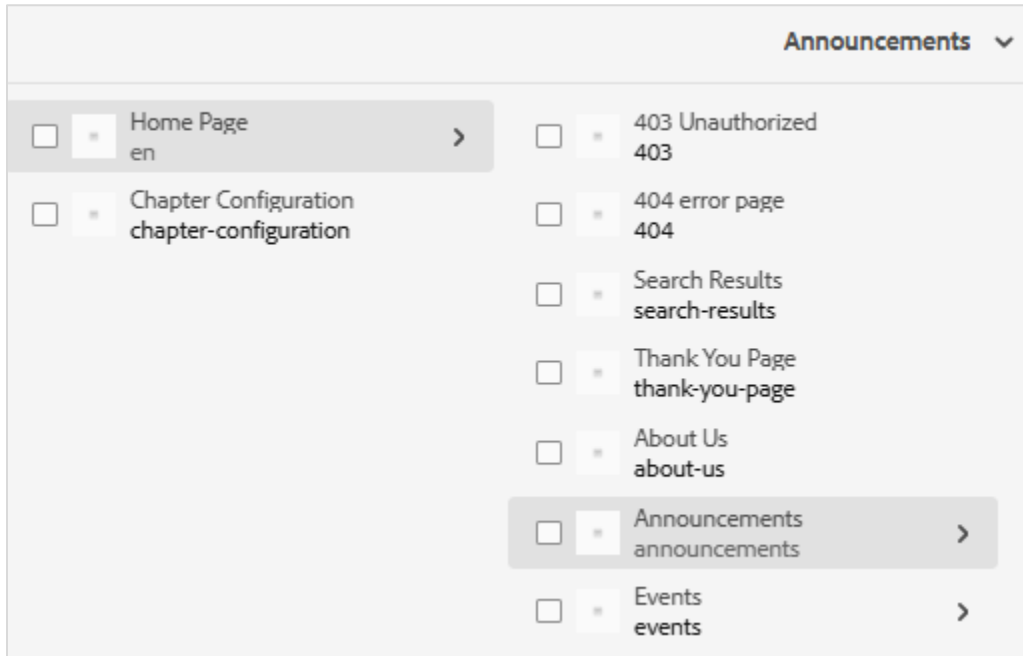 Announcements
Home Page
en
Chapter Configuration
chapter-configuration
403 Unauthorized
403
404 error page
404
Search Results
search-results
Thank You Page
thank-you-page
About Us
about-us
Announcements
announcements
Events
events